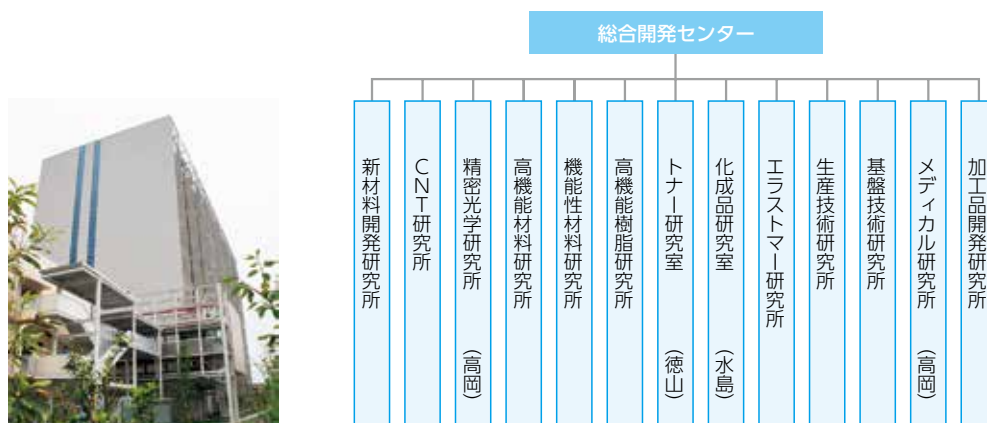 総合開発センター
新材料開発研究所
CNT研究所
精密光学研究所（高岡）
高機能材料研究所
機能性材料研究所
高機能樹脂研究所
トナー研究室（徳山）
化成品研究室（水島）
エラストマー研究所
生産技術研究所
基盤技術研究所
メディカル研究所（高岡）
加工品開発研究所